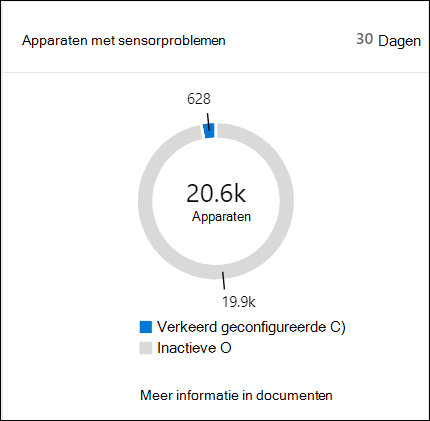 Apparaten met sensorproblemen
30 Dagen
628
20.6k
Apparaten
19.9k
Verkeerd geconfigureerde C)
Inactieve O
Meer informatie in documenten